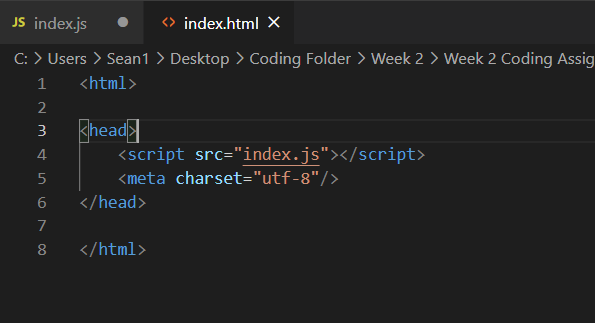 JS index.js
<> index.html
C: > Users > Sean1 > Desktop > Coding Folder > Week 2 > Week 2 Coding Assig
1 <html>
2
3 <head>
4     <script src="index.js"></script>
5     <meta charset="utf-8"/>
6 </head>
7
8 </html>